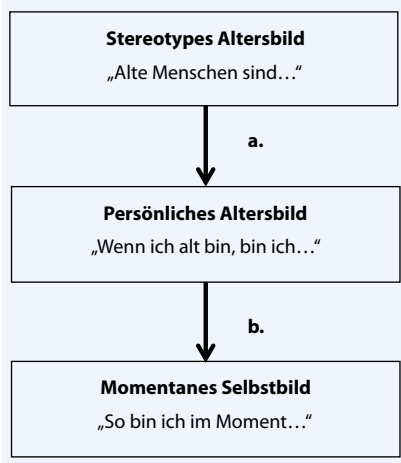 Stereotypes Altersbild
„Alte Menschen sind…“
a.
Persönliches Altersbild
„Wenn ich alt bin, bin ich…“
b.
Momentanes Selbstbild
„So bin ich im Moment…“